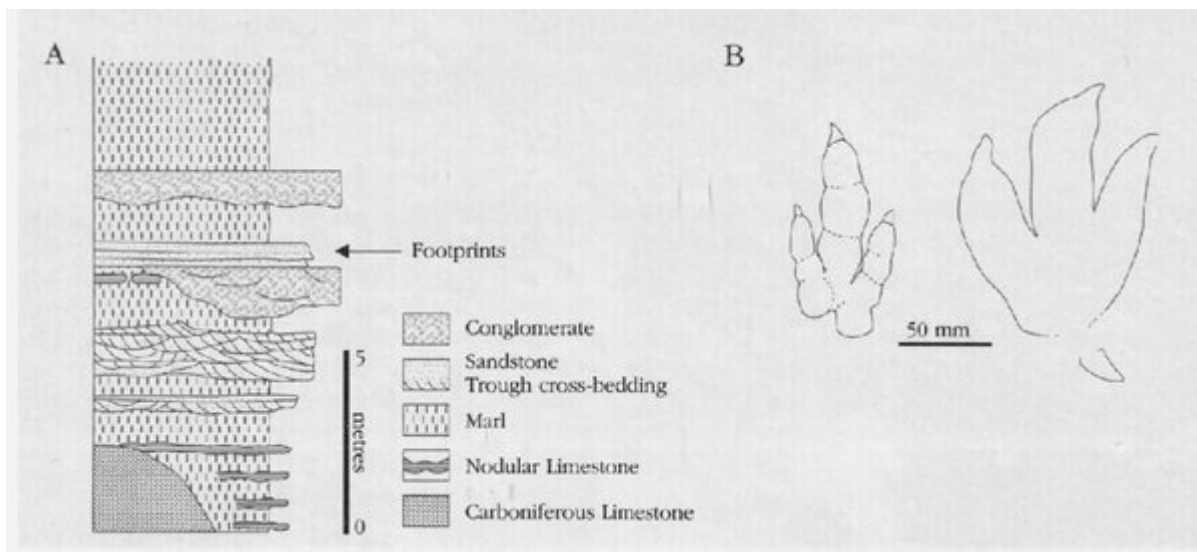 A
B
Footprints
50 mm
Conglomerate
Sandstone
Trough cross-bedding
Marl
Nodular Limestone
Carboniferous Limestone
5
metres
0